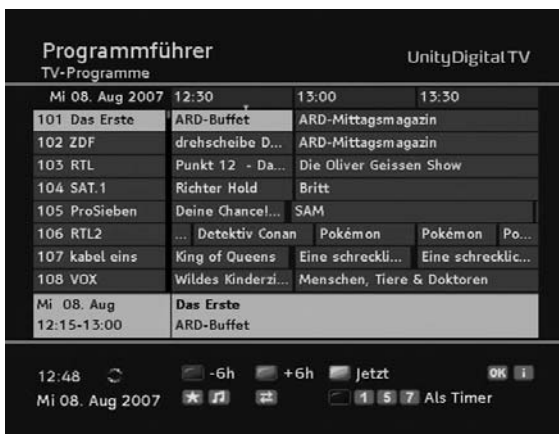 Programmführer
UnityDigitalTV
TV-Programme
Mi 08. Aug 2007 12:30 13:00 13:30
101 Das Erste ARD-Buffet ARD-Mittagsmagazin
102 ZDF drehscheibe D... ARD-Mittagsmagazin
103 RTL Punkt 12 - Da... Die Oliver Geissen Show
104 SAT.1 Richter Hold Britt
105 ProSieben Deine Chance!... SAM
106 RTL2 ... Detektiv Conan Pokémon Pokémon Po...
107 kabel eins King of Queens Eine schreckli... Eine schrecklic...
108 VOX Wildes Kinderzi... Menschen, Tiere & Doktoren
Mi 08. Aug Das Erste
12:15-13:00 ARD-Buffet
12:48 -6h +6h Jetzt OK i
Mi 08. Aug 2007 1 5 7 Als Timer